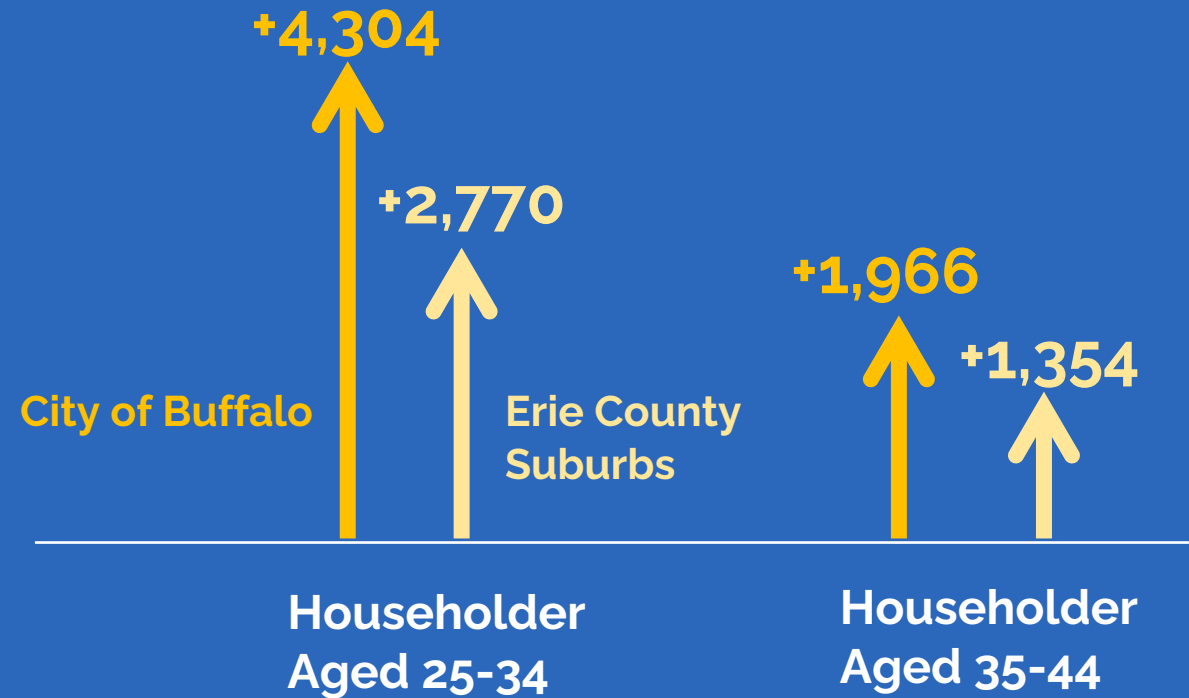 +4,304
+2,770
+1,966
+1,354
City of Buffalo
Erie County
Suburbs
Householder
Aged 25-34
Householder
Aged 35-44